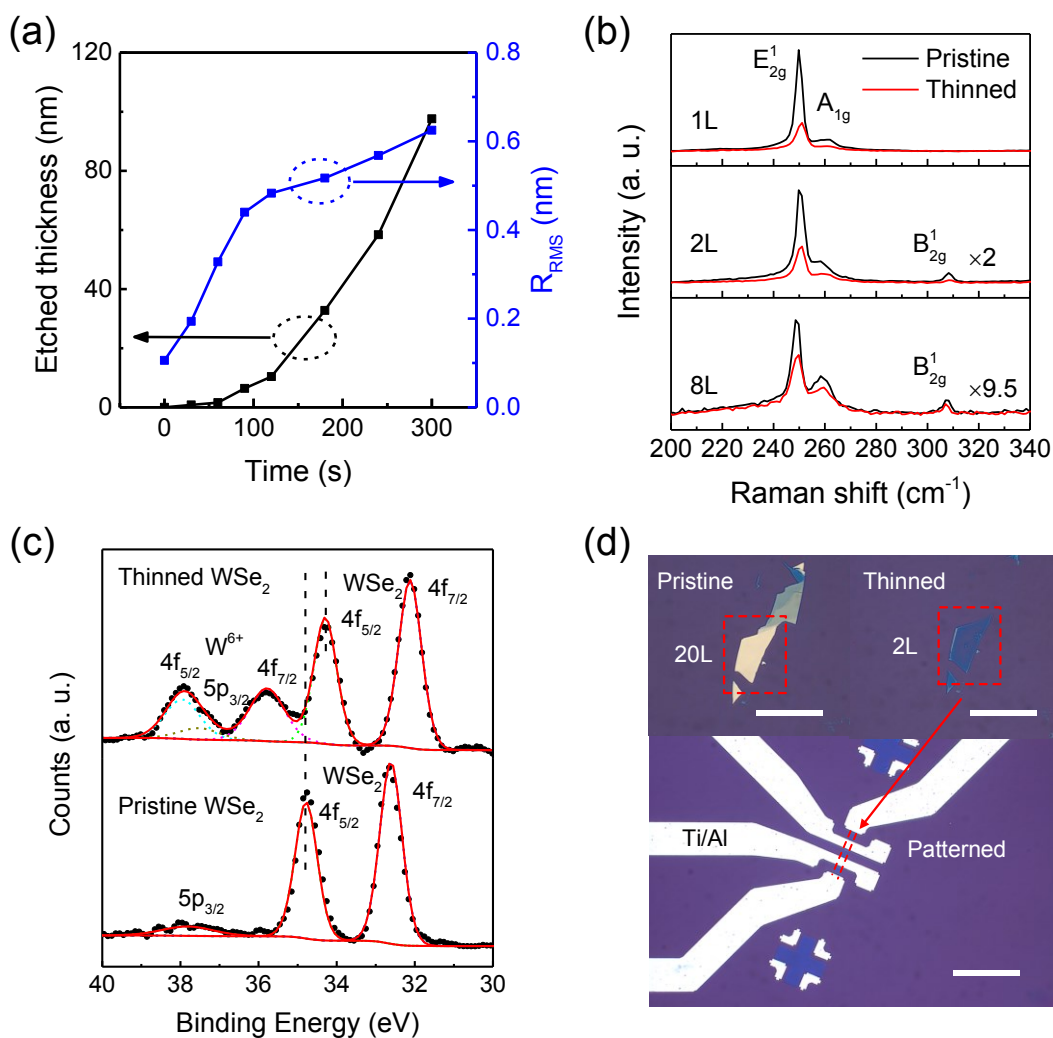 (a)
120
80
40
0
Etched thickness (nm)
0.8
0.6
0.4
0.2
0.0
R_RMS (nm)
0 100 200 300
Time (s)
(b)
E¹₂g
A₁g
Pristine
Thinned
1L
2L
B¹₂g ×2
8L
B¹₂g ×9.5
Intensity (a. u.)
200 220 240 260 280 300 320 340
Raman shift (cm⁻¹)
(c)
Thinned WSe₂
WSe₂
4f₇/₂
4f₅/₂
W⁶⁺
4f₅/₂
5p₃/₂
4f₇/₂
Pristine WSe₂
WSe₂
4f₇/₂
4f₅/₂
5p₃/₂
Counts (a. u.)
40 38 36 34 32 30
Binding Energy (eV)
(d)
Pristine
Thinned
20L
2L
Ti/Al
Patterned